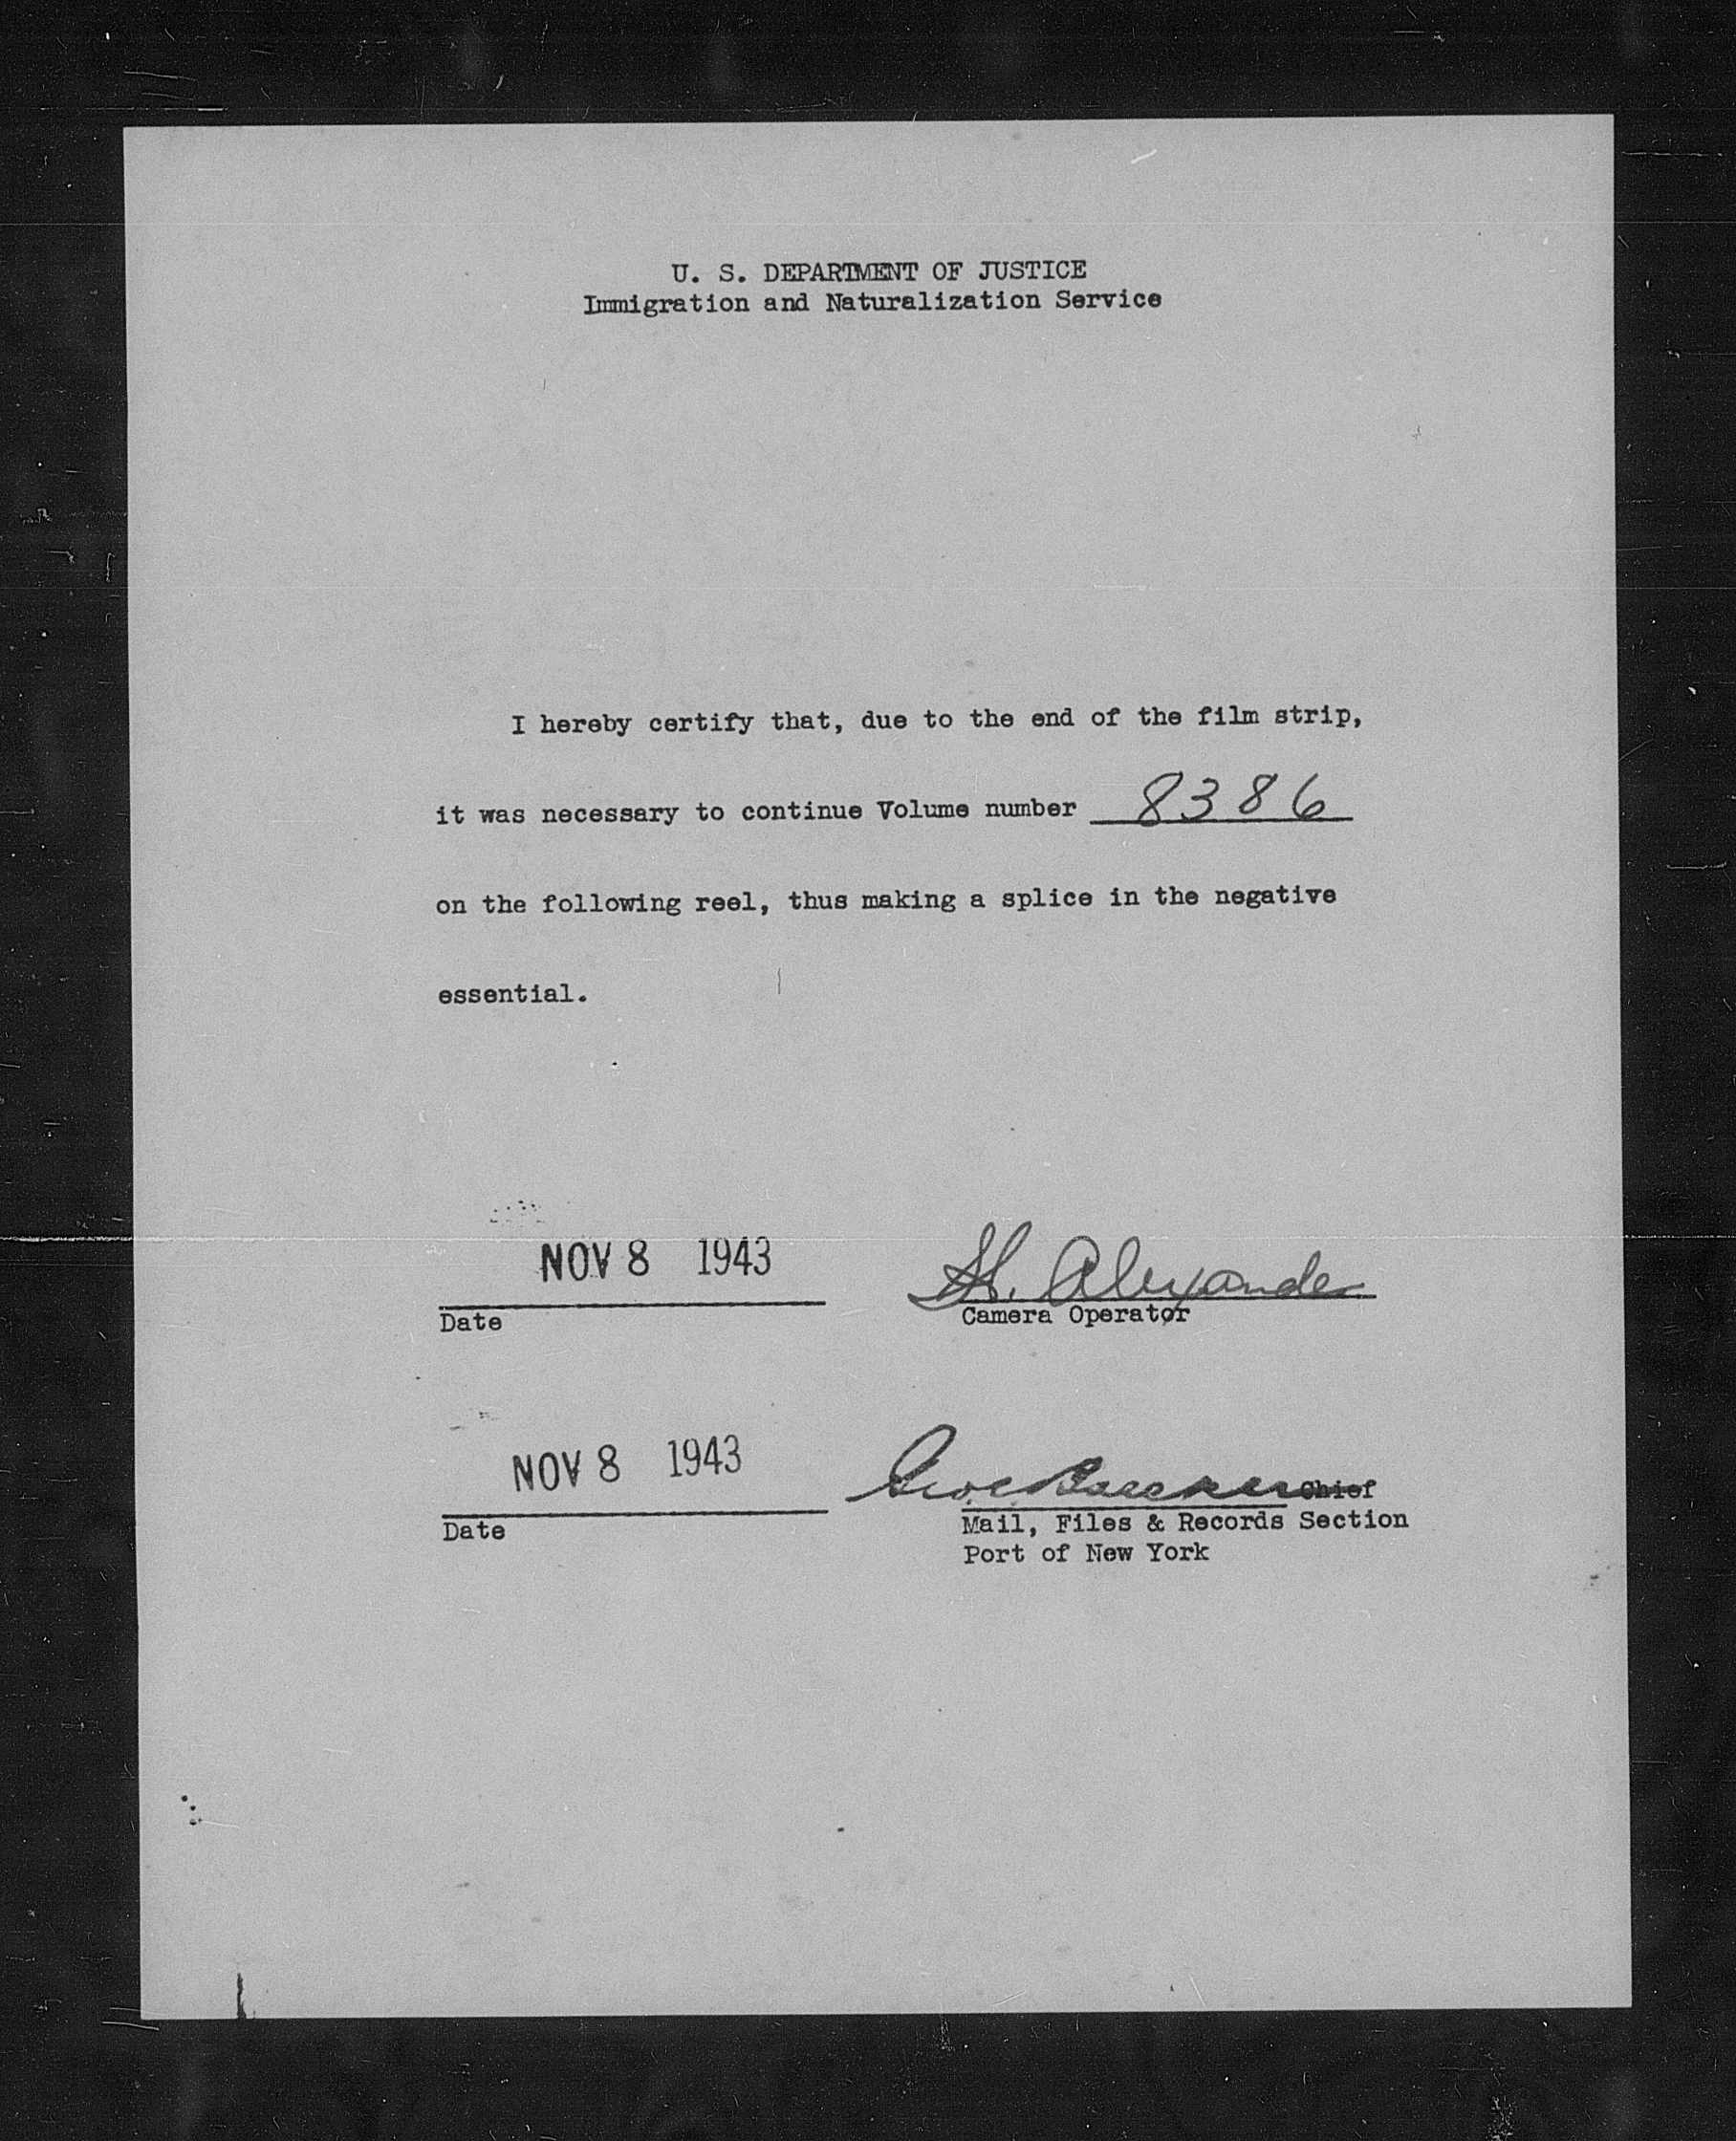 U. S. DEPARTMENT OF JUSTICE
Immigration and Naturalization Service
I hereby certify that, due to the end of the film strip,
it was necessary to continue Volume number 8386
on the following reel, thus making a splice in the negative
essential.
NOV 8 1943
H. Alexander
Date
Camera Operator
NOV 8 1943
Chief
Date
Mail, Files & Records Section
Port of New York